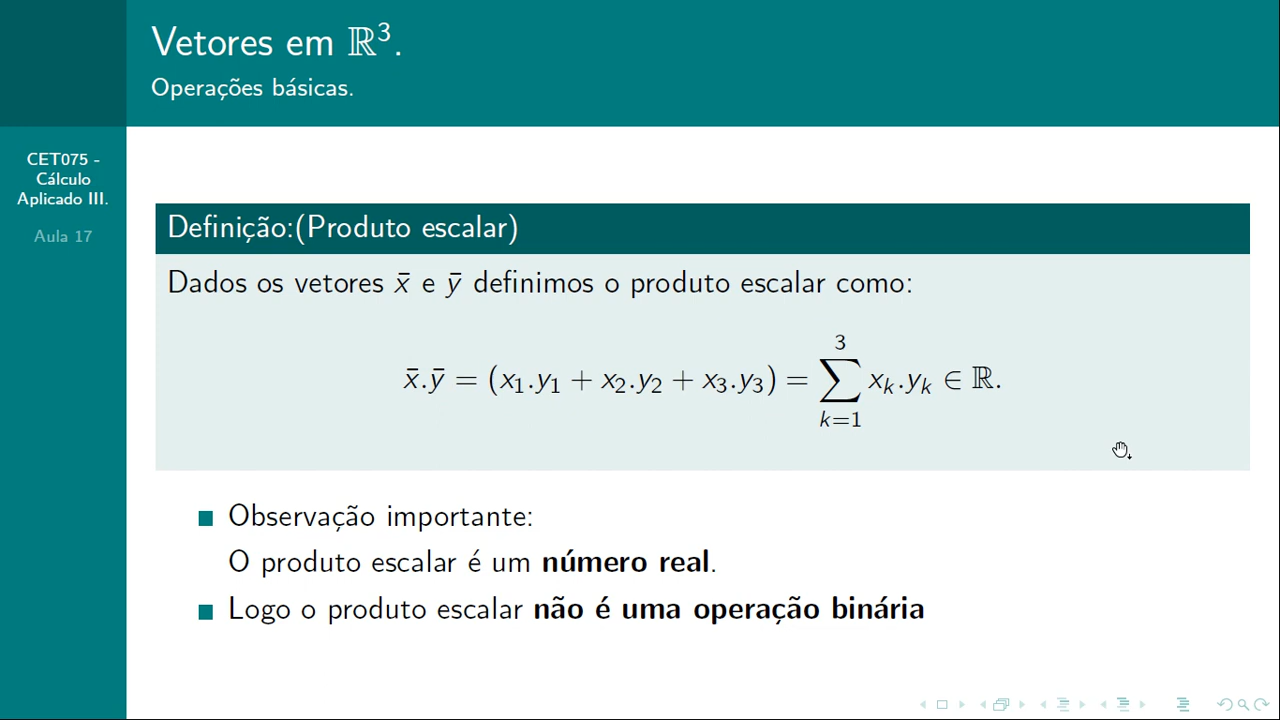 Vetores em ℝ³.
Operações básicas.
CET075 -
Cálculo
Aplicado III.
Aula 17
Definição:(Produto escalar)
Dados os vetores x̄ e ȳ definimos o produto escalar como:
x̄.ȳ = (x₁.y₁ + x₂.y₂ + x₃.y₃) = ∑_{k=1}^{3} xₖ.yₖ ∈ ℝ.
Observação importante:
O produto escalar é um número real.
Logo o produto escalar não é uma operação binária